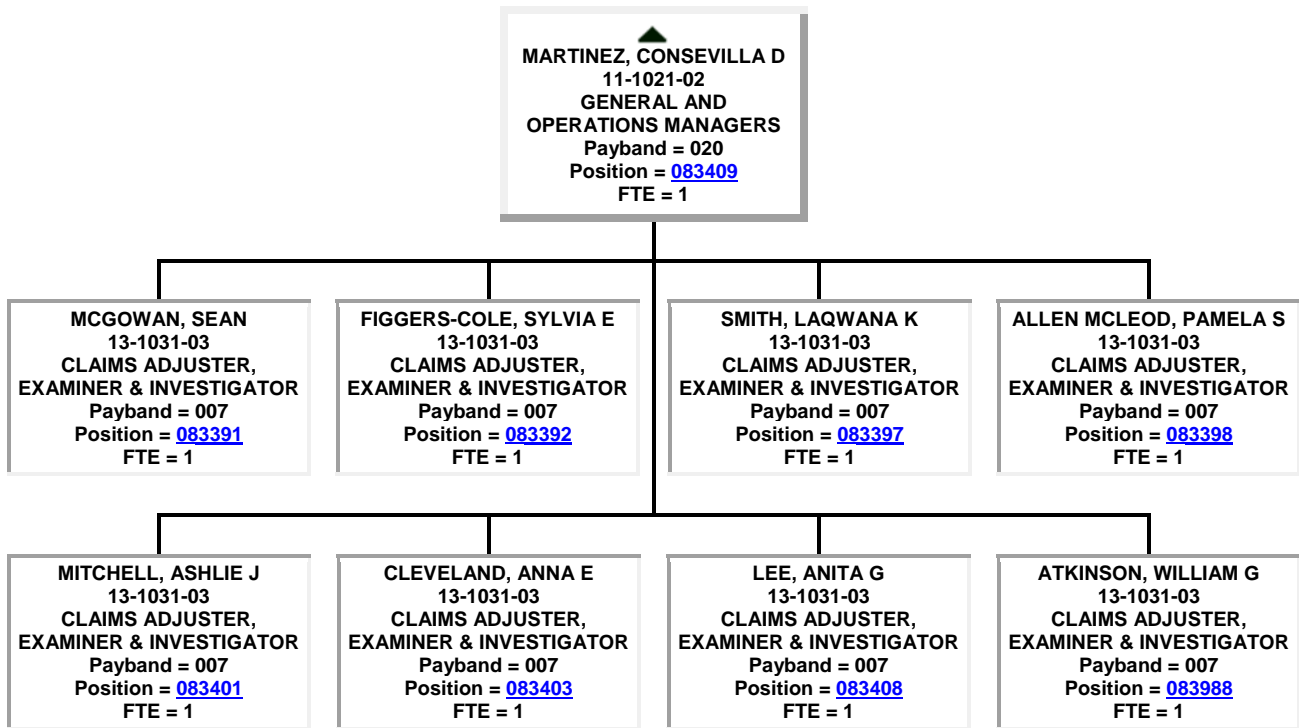 MARTINEZ, CONSEVILLA D
11-1021-02
GENERAL AND
OPERATIONS MANAGERS
Payband = 020
Position = 083409
FTE = 1
MCGOWAN, SEAN
13-1031-03
CLAIMS ADJUSTER,
EXAMINER & INVESTIGATOR
Payband = 007
Position = 083391
FTE = 1
FIGGERS-COLE, SYLVIA E
13-1031-03
CLAIMS ADJUSTER,
EXAMINER & INVESTIGATOR
Payband = 007
Position = 083392
FTE = 1
SMITH, LAQWANA K
13-1031-03
CLAIMS ADJUSTER,
EXAMINER & INVESTIGATOR
Payband = 007
Position = 083397
FTE = 1
ALLEN MCLEOD, PAMELA S
13-1031-03
CLAIMS ADJUSTER,
EXAMINER & INVESTIGATOR
Payband = 007
Position = 083398
FTE = 1
MITCHELL, ASHLIE J
13-1031-03
CLAIMS ADJUSTER,
EXAMINER & INVESTIGATOR
Payband = 007
Position = 083401
FTE = 1
CLEVELAND, ANNA E
13-1031-03
CLAIMS ADJUSTER,
EXAMINER & INVESTIGATOR
Payband = 007
Position = 083403
FTE = 1
LEE, ANITA G
13-1031-03
CLAIMS ADJUSTER,
EXAMINER & INVESTIGATOR
Payband = 007
Position = 083408
FTE = 1
ATKINSON, WILLIAM G
13-1031-03
CLAIMS ADJUSTER,
EXAMINER & INVESTIGATOR
Payband = 007
Position = 083988
FTE = 1